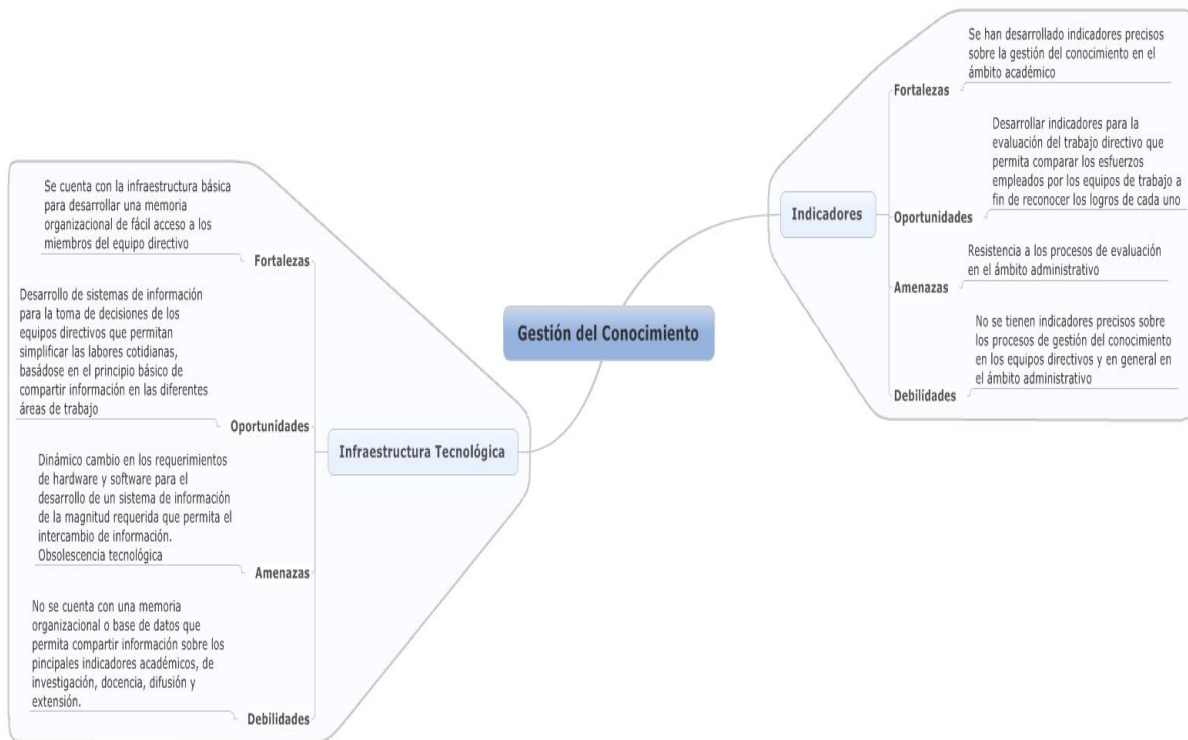 Gestión del Conocimiento
Indicadores
Fortalezas
Se han desarrollado indicadores precisos
sobre la gestión del conocimiento en el
ámbito académico
Oportunidades
Desarrollar indicadores para la
evaluación del trabajo directivo que
permita comparar los esfuerzos
empleados por los equipos de trabajo a
fin de reconocer los logros de cada uno
Amenazas
Resistencia a los procesos de evaluación
en el ámbito administrativo
Debilidades
No se tienen indicadores precisos sobre
los procesos de gestión del conocimiento
en los equipos directivos y en general en
el ámbito administrativo
Infraestructura Tecnológica
Fortalezas
Se cuenta con la infraestructura básica
para desarrollar una memoria
organizacional de fácil acceso a los
miembros del equipo directivo
Oportunidades
Desarrollo de sistemas de información
para la toma de decisiones de los
equipos directivos que permitan
simplificar las labores cotidianas,
basádose en el principio básico de
compartir información en las diferentes
áreas de trabajo
Amenazas
Dinámico cambio en los requerimientos
de hardware y software para el
desarrollo de un sistema de información
de la magnitud requerida que permita el
intercambio de información.
Obsolescencia tecnológica
Debilidades
No se cuenta con una memoria
organizacional o base de datos que
permita compartir información sobre los
pincipales indicadores académicos, de
investigación, docencia, difusión y
extensión.